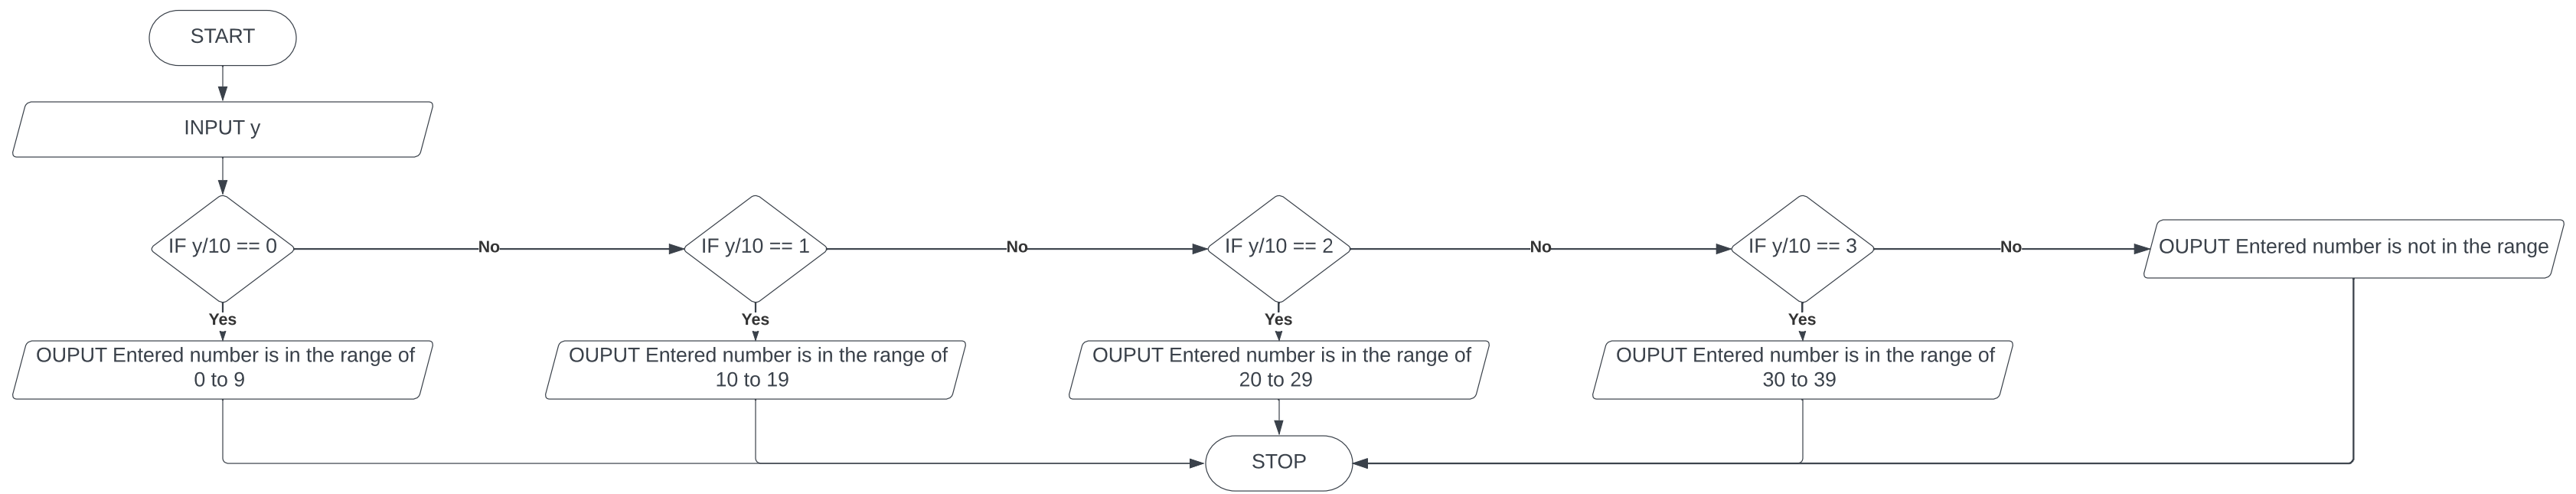 START
INPUT y
IF y/10 == 0
No
IF y/10 == 1
No
IF y/10 == 2
No
IF y/10 == 3
No
OUPUT Entered number is not in the range
Yes
Yes
Yes
Yes
OUPUT Entered number is in the range of
0 to 9
OUPUT Entered number is in the range of
10 to 19
OUPUT Entered number is in the range of
20 to 29
OUPUT Entered number is in the range of
30 to 39
STOP